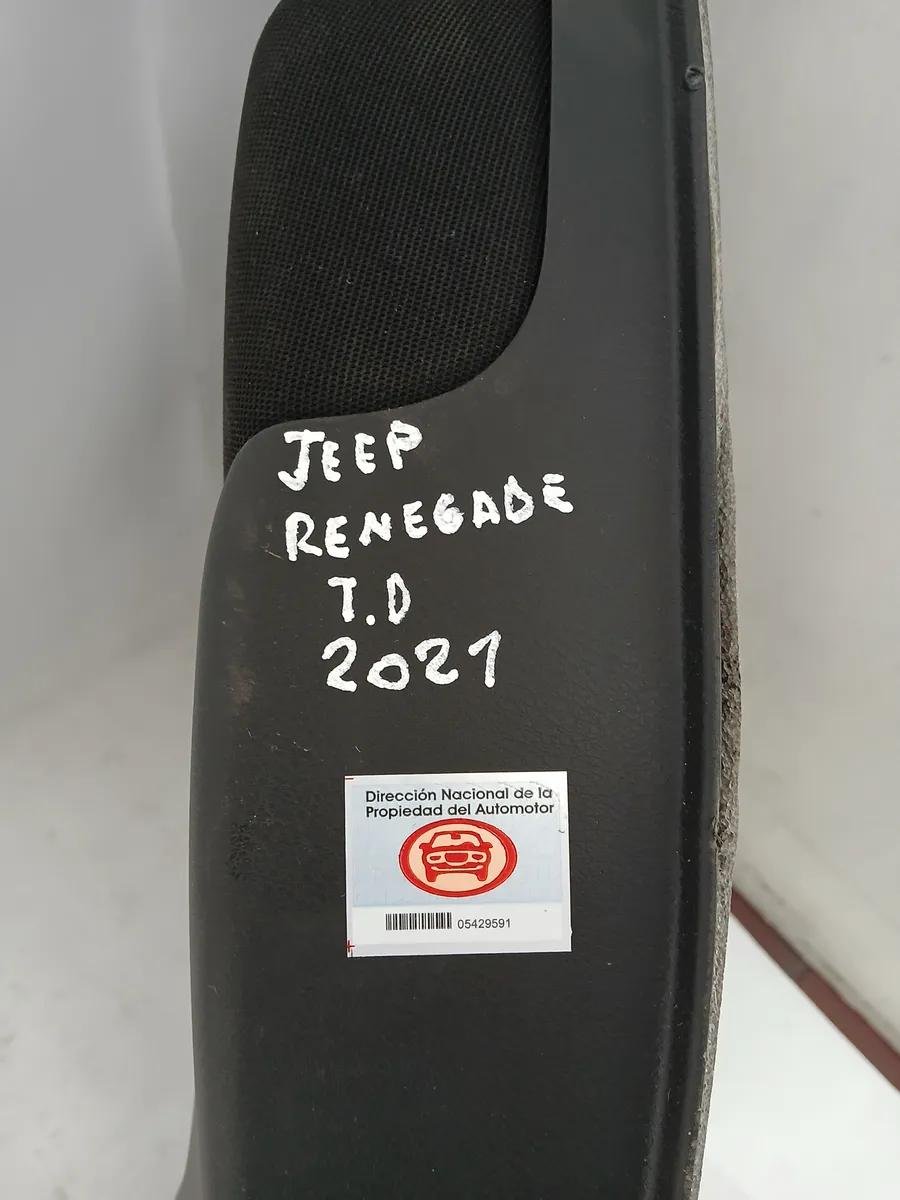 JEEP
RENEGADE
T.D
2021
Dirección Nacional de la
Propiedad del Automotor
05429591